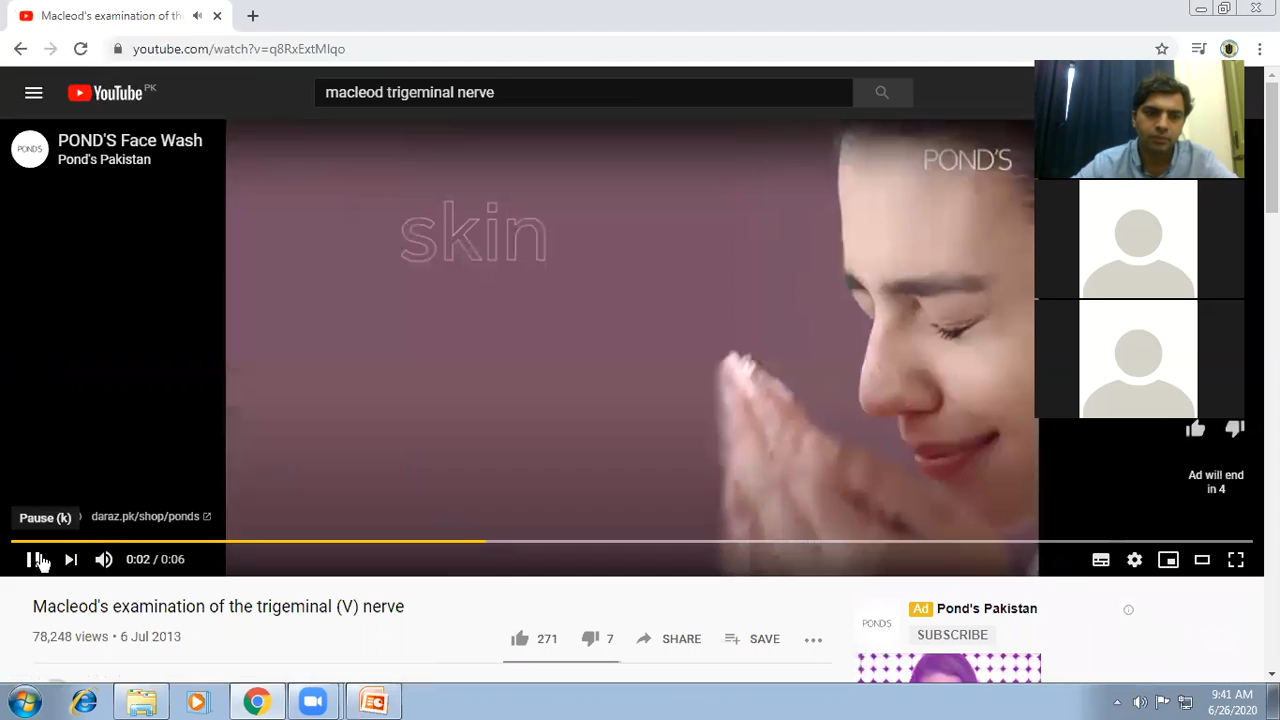 Macleod's examination of the
youtube.com/watch?v=q8RxExtMlqo
YouTube PK
macleod trigeminal nerve
POND'S
POND'S Face Wash
Pond's Pakistan
POND'S
skin
Ad will end
in 4
Pause (k)
daraz.pk/shop/ponds
0:02 / 0:06
Macleod's examination of the trigeminal (V) nerve
78,248 views • 6 Jul 2013
271
7
SHARE
SAVE
POND'S
Ad Pond's Pakistan
SUBSCRIBE
9:41 AM
6/26/2020